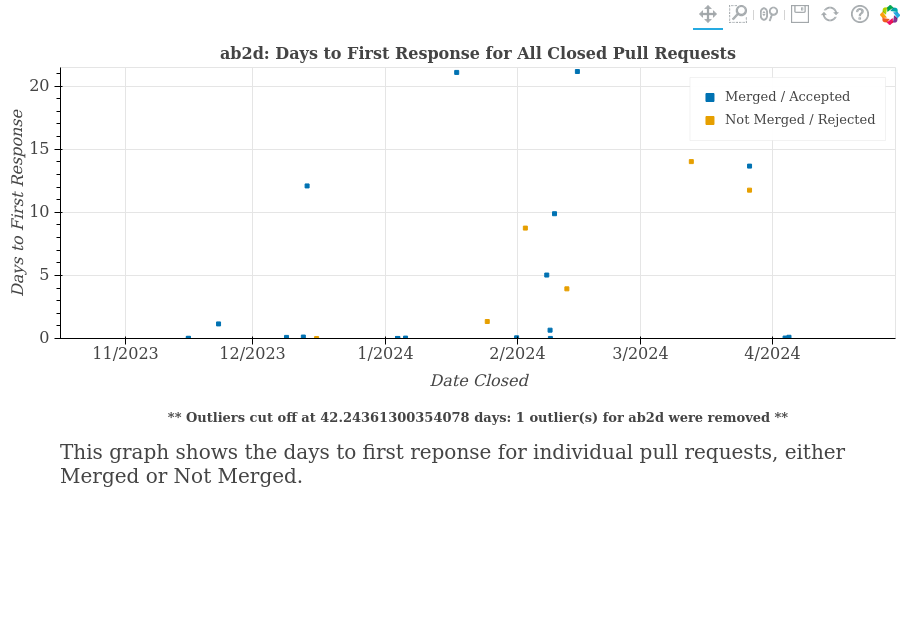 ab2d: Days to First Response for All Closed Pull Requests
Merged / Accepted
Not Merged / Rejected
Days to First Response
20
15
10
5
0
11/2023 12/2023 1/2024 2/2024 3/2024 4/2024
Date Closed
** Outliers cut off at 42.24361300354078 days: 1 outlier(s) for ab2d were removed **
This graph shows the days to first reponse for individual pull requests, either
Merged or Not Merged.